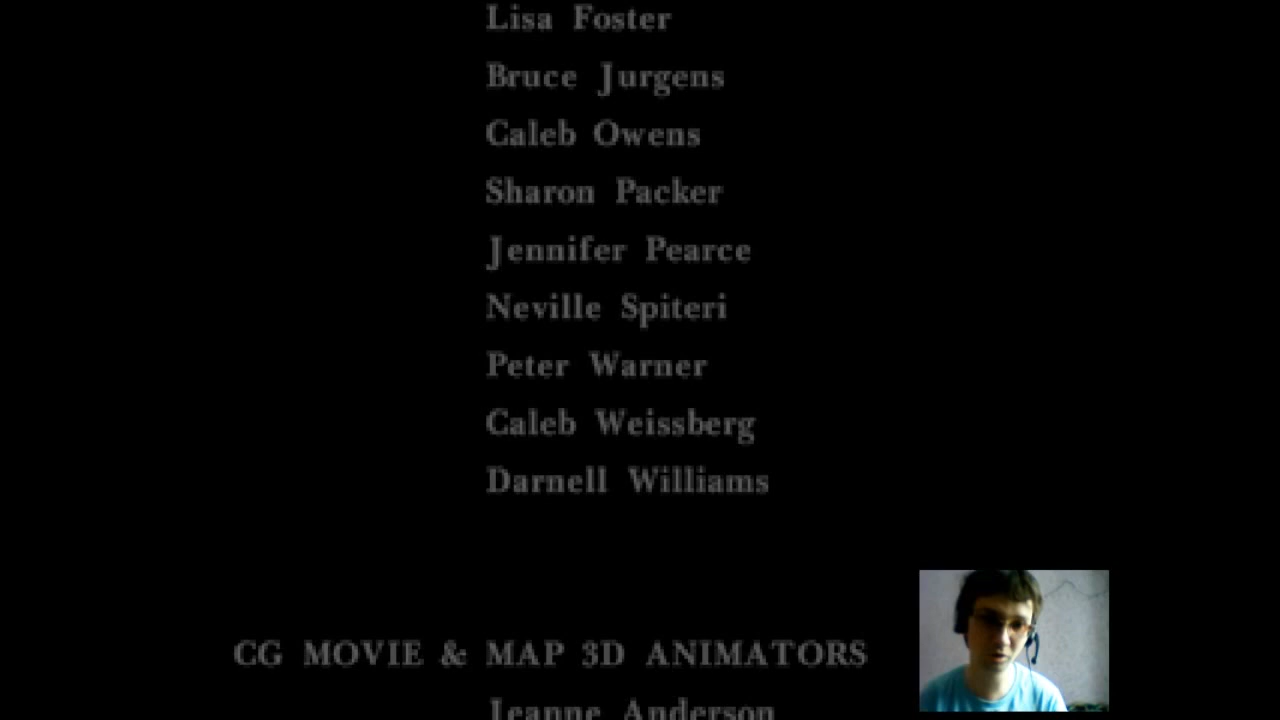 Lisa Foster
Bruce Jurgens
Caleb Owens
Sharon Packer
Jennifer Pearce
Neville Spiteri
Peter Warner
Caleb Weissberg
Darnell Williams
CG MOVIE & MAP 3D ANIMATORS
Jeanne Anderson